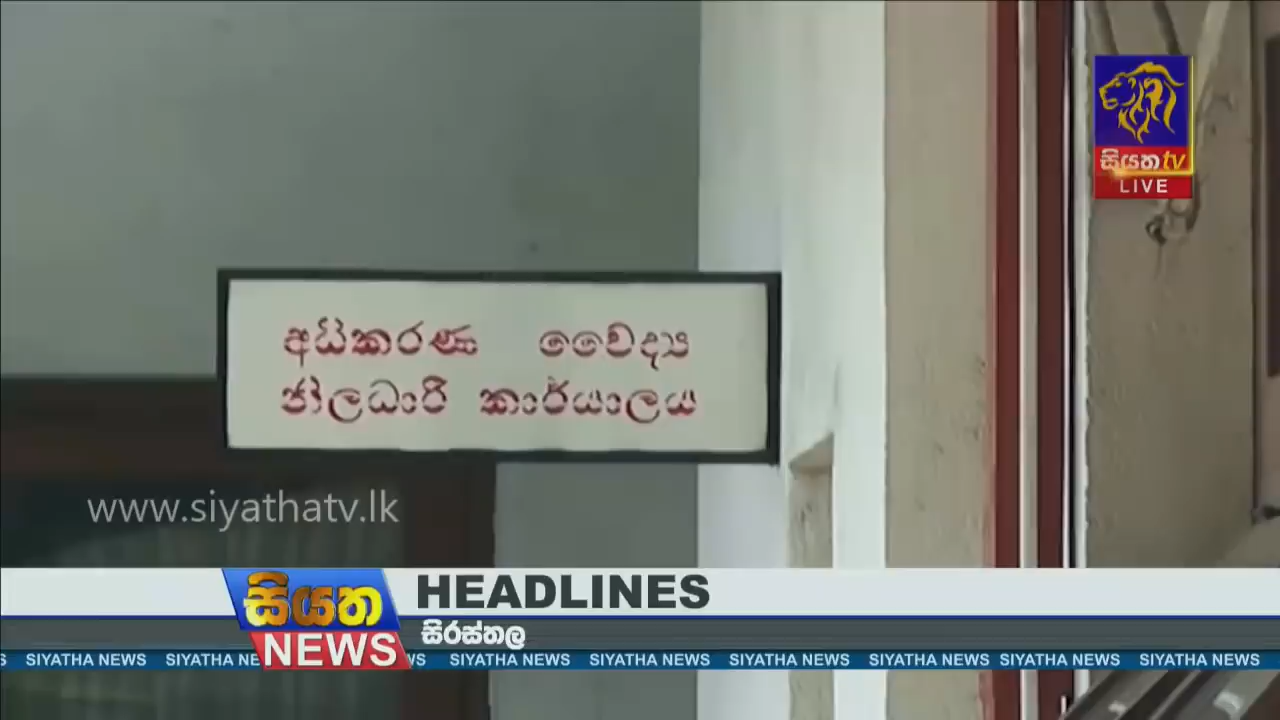 සියත tv
LIVE
අධිකරණ වෛද්‍ය
ජාලධාරී කාර්යාලය
www.siyathatv.lk
සියත
NEWS
HEADLINES
සිරස්තල
SIYATHA NEWS SIYATHA NEWS SIYATHA NEWS SIYATHA NEWS SIYATHA NEWS SIYATHA NEWS SIYATHA NEWS